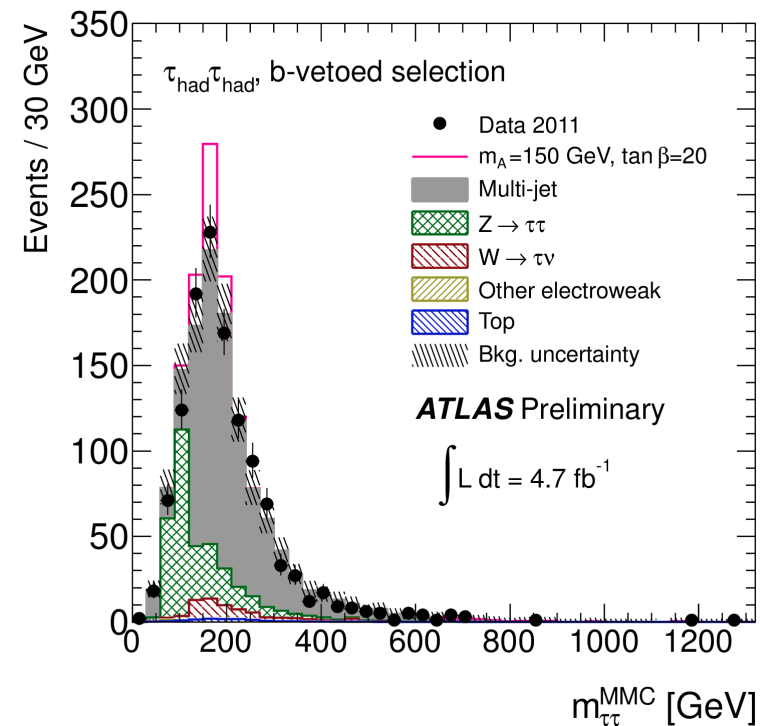 350
300
250
200
150
100
50
0
Events / 30 GeV
τhadτhad, b-vetoed selection
Data 2011
mA=150 GeV, tan β=20
Multi-jet
Z → ττ
W → τν
Other electroweak
Top
Bkg. uncertainty
ATLAS Preliminary
∫ L dt = 4.7 fb-1
0 200 400 600 800 1000 1200
mττMMC [GeV]